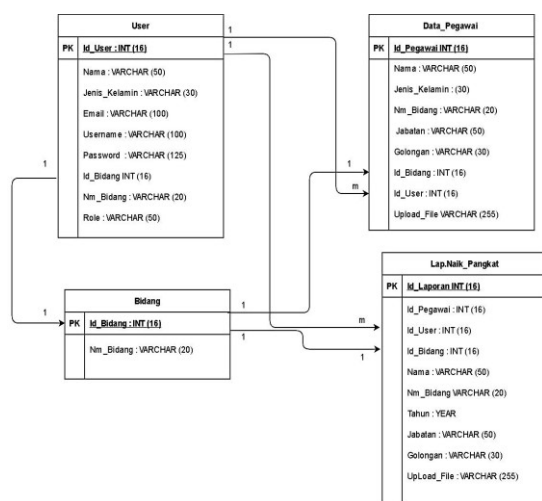 User
PK Id_User : INT (16)
Nama : VARCHAR (50)
Jenis_Kelamin : VARCHAR (30)
Email : VARCHAR (100)
Username : VARCHAR (100)
Password : VARCHAR (125)
Id_Bidang INT (16)
Nm_Bidang : VARCHAR (20)
Role : VARCHAR (50)
Data_Pegawai
PK Id_Pegawai INT (16)
Nama : VARCHAR (50)
Jenis_Kelamin : (30)
Nm_Bidang : VARCHAR (20)
Jabatan : VARCHAR (50)
Golongan : VARCHAR (30)
Id_Bidang : INT (16)
Id_User : INT (16)
Upload_File VARCHAR (255)
Bidang
PK Id_Bidang : INT (16)
Nm_Bidang : VARCHAR (20)
Lap.Naik_Pangkat
PK Id_Laporan INT (16)
Id_Pegawai : INT (16)
Id_User : INT (16)
Id_Bidang : INT (16)
Nama : VARCHAR (50)
Nm_Bidang VARCHAR (20)
Tahun : YEAR
Jabatan : VARCHAR (50)
Golongan : VARCHAR (30)
UpLoad_File : VARCHAR (255)
1
1
1
m
1
1
1
1
m
1